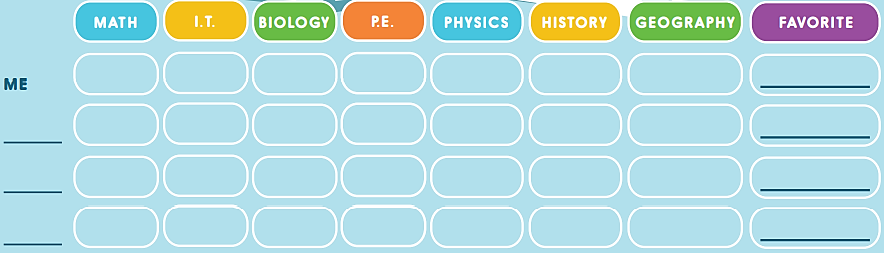 MATH I.T. BIOLOGY P.E. PHYSICS HISTORY GEOGRAPHY FAVORITE
ME